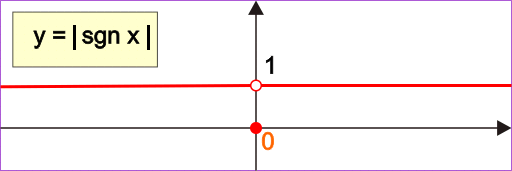 y = | sgn x |
1
0